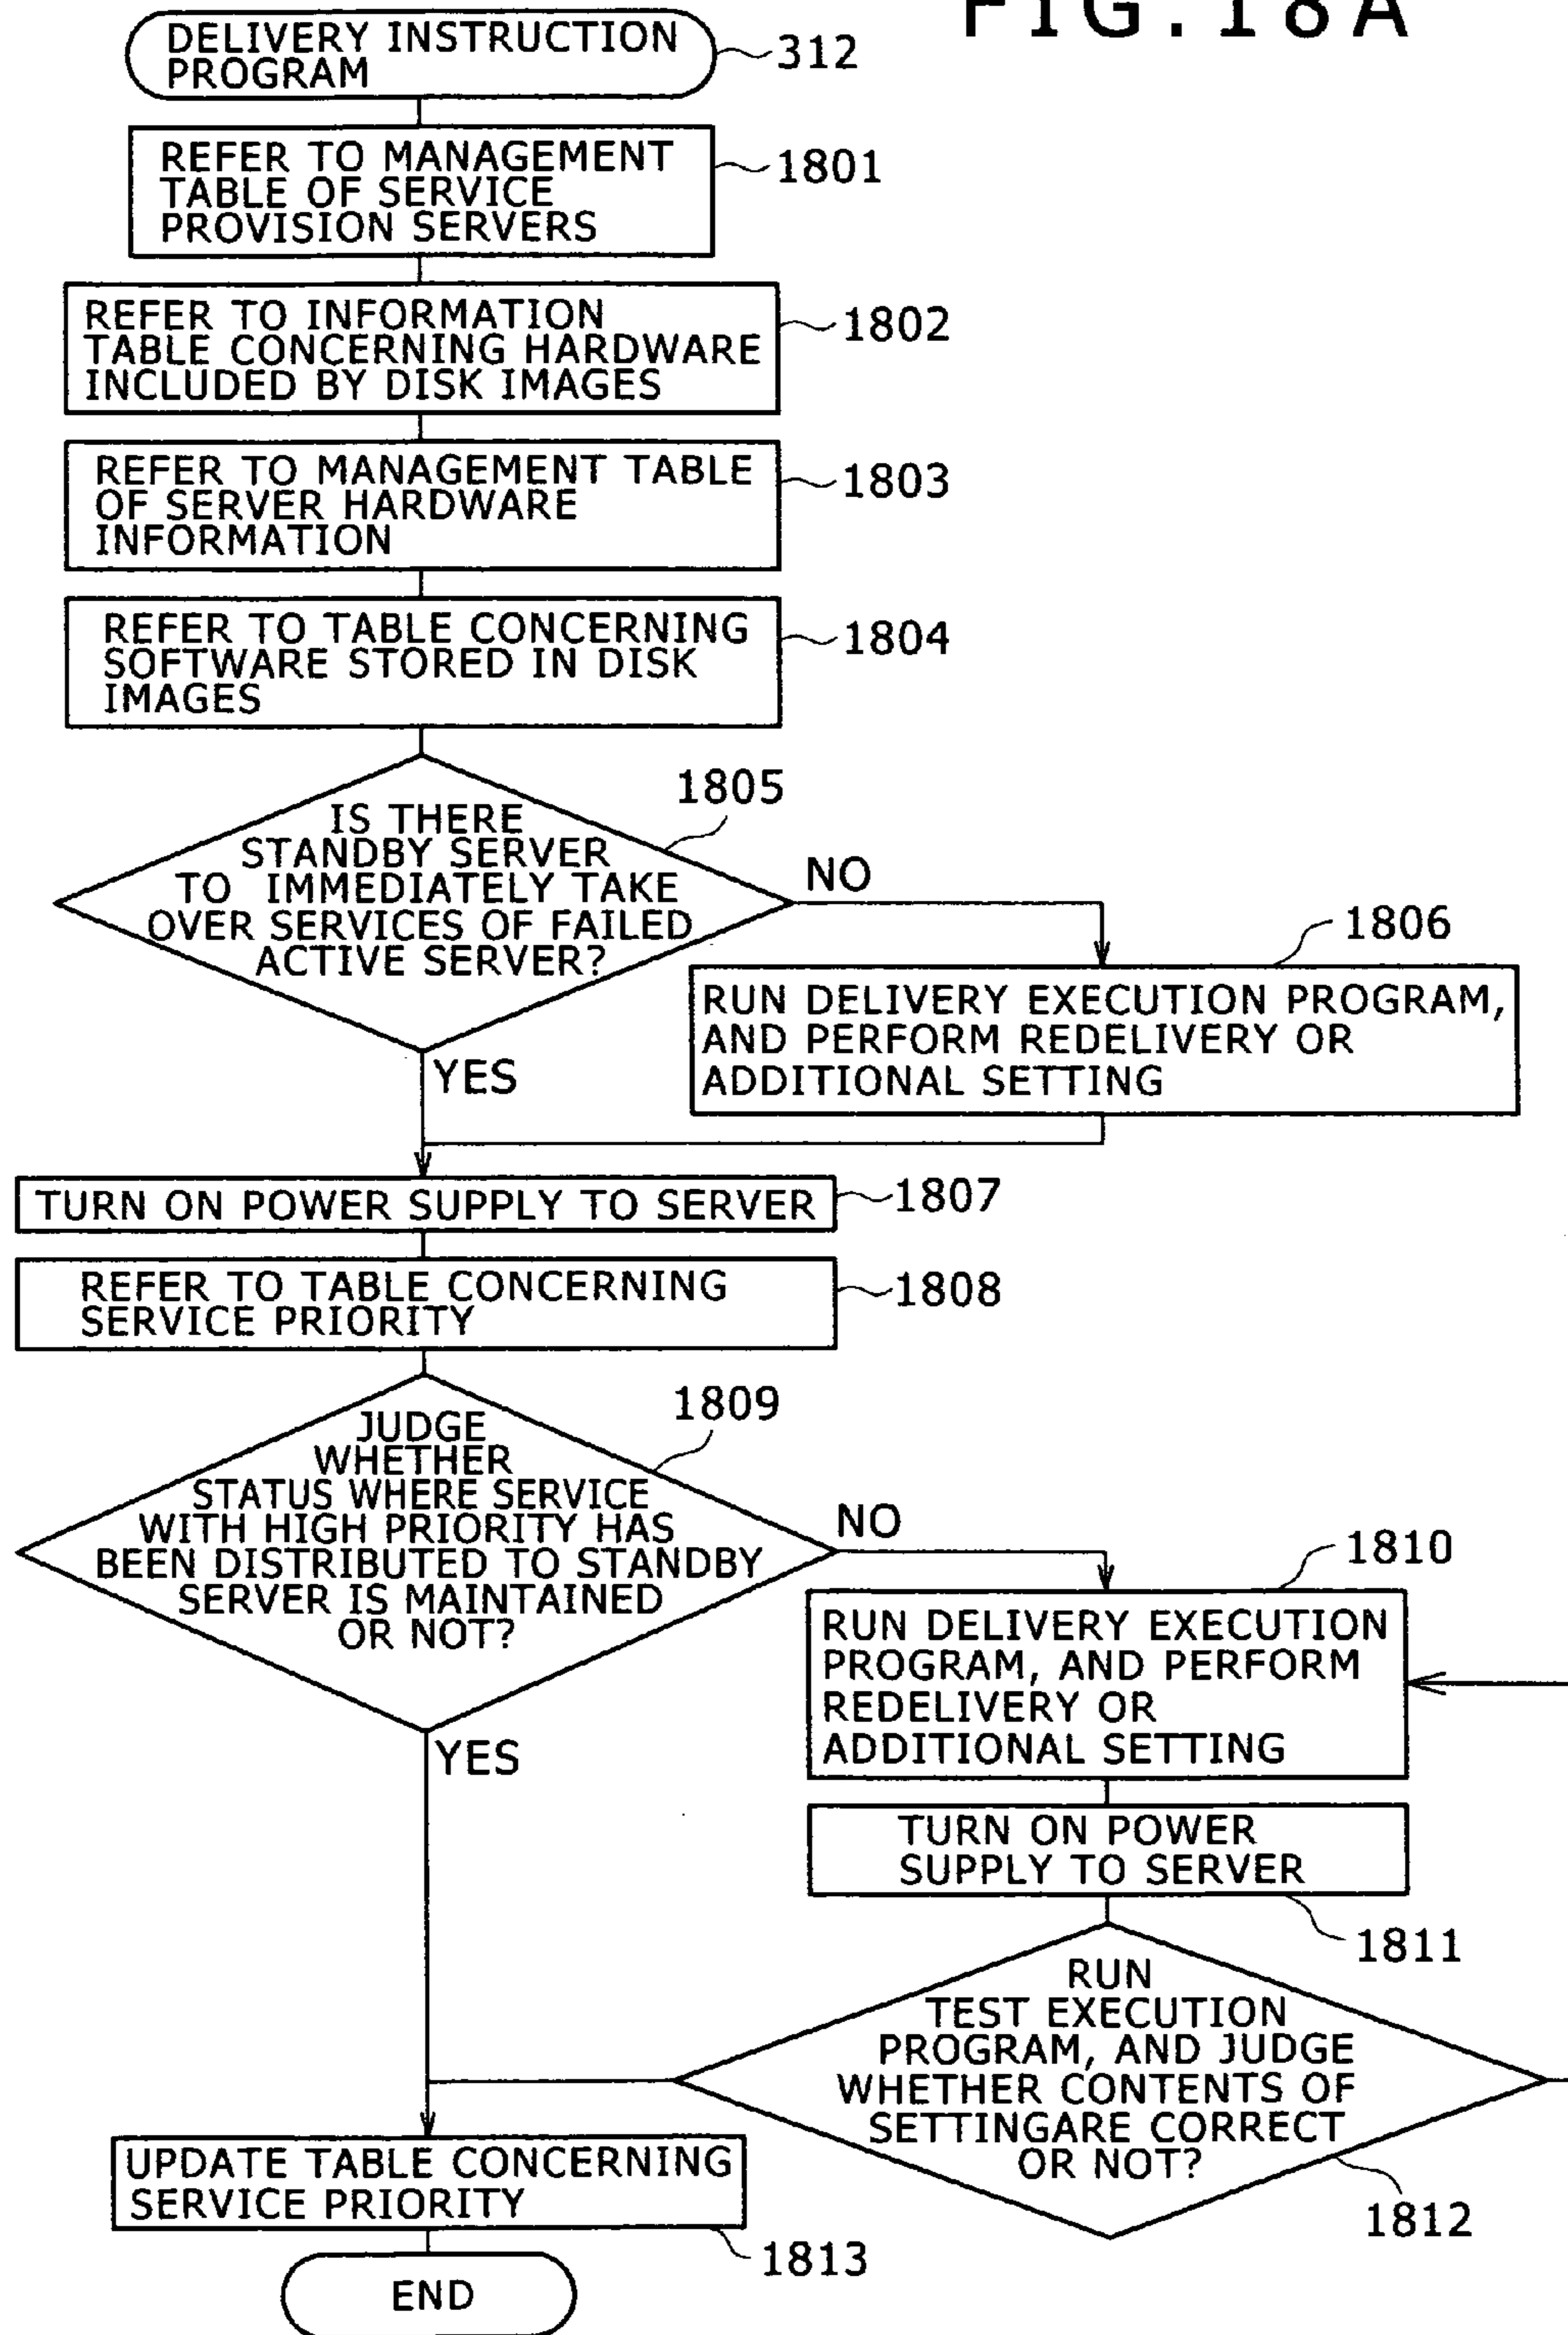 FIG.18A
DELIVERY INSTRUCTION
PROGRAM
312
REFER TO MANAGEMENT
TABLE OF SERVICE
PROVISION SERVERS
1801
REFER TO INFORMATION
TABLE CONCERNING HARDWARE
INCLUDED BY DISK IMAGES
1802
REFER TO MANAGEMENT TABLE
OF SERVER HARDWARE
INFORMATION
1803
REFER TO TABLE CONCERNING
SOFTWARE STORED IN DISK
IMAGES
1804
1805
IS THERE
STANDBY SERVER
TO IMMEDIATELY TAKE
OVER SERVICES OF FAILED
ACTIVE SERVER?
NO
YES
1806
RUN DELIVERY EXECUTION PROGRAM,
AND PERFORM REDELIVERY OR
ADDITIONAL SETTING
TURN ON POWER SUPPLY TO SERVER
1807
REFER TO TABLE CONCERNING
SERVICE PRIORITY
1808
1809
JUDGE
WHETHER
STATUS WHERE SERVICE
WITH HIGH PRIORITY HAS
BEEN DISTRIBUTED TO STANDBY
SERVER IS MAINTAINED
OR NOT?
NO
YES
1810
RUN DELIVERY EXECUTION
PROGRAM, AND PERFORM
REDELIVERY OR
ADDITIONAL SETTING
TURN ON POWER
SUPPLY TO SERVER
1811
RUN
TEST EXECUTION
PROGRAM, AND JUDGE
WHETHER CONTENTS OF
SETTINGARE CORRECT
OR NOT?
1812
UPDATE TABLE CONCERNING
SERVICE PRIORITY
1813
END